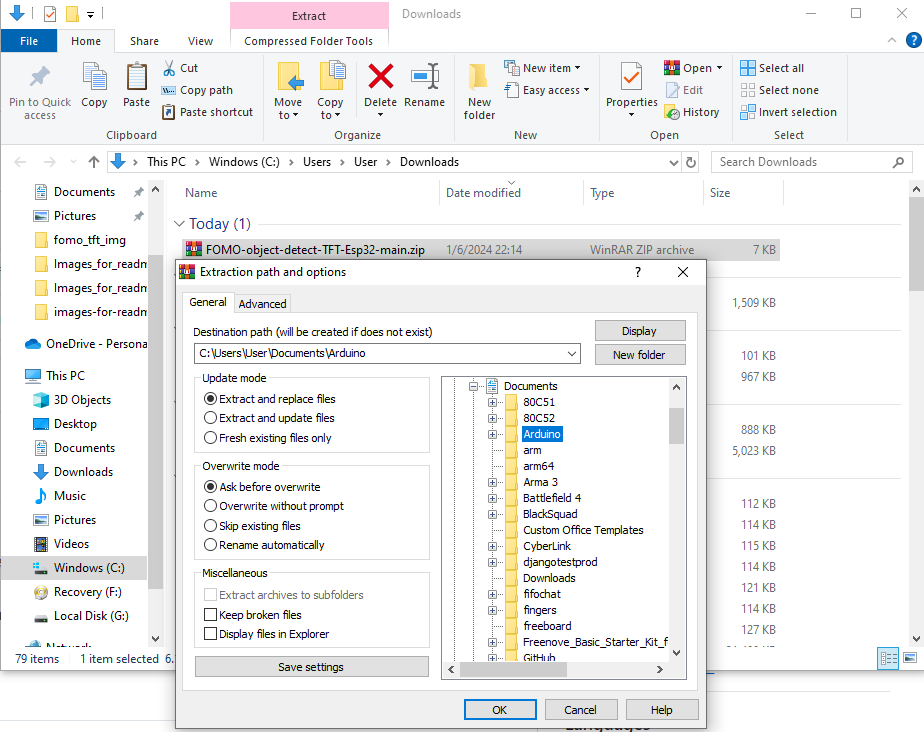 Extract
Downloads
File
Home
Share
View
Compressed Folder Tools
Pin to Quick access
Copy
Paste
Cut
Copy path
Paste shortcut
Clipboard
Move to
Copy to
Delete
Rename
Organize
New folder
New item
Easy access
New
Properties
Open
Edit
History
Open
Select all
Select none
Invert selection
Select
This PC > Windows (C:) > Users > User > Downloads
Search Downloads
Documents
Pictures
fomo_tft_img
Images_for_readm
Images_for_readm
images-for-readm
OneDrive - Persona
This PC
3D Objects
Desktop
Documents
Downloads
Music
Pictures
Videos
Windows (C:)
Recovery (F:)
Local Disk (G:)
Network
Name
Date modified
Type
Size
Today (1)
FOMO-object-detect-TFT-Esp32-main.zip
1/6/2024 22:14
WinRAR ZIP archive
7 KB
1,509 KB
101 KB
967 KB
888 KB
5,023 KB
112 KB
114 KB
115 KB
114 KB
121 KB
114 KB
127 KB
79 items
1 item selected
6.
Extraction path and options
?
General
Advanced
Destination path (will be created if does not exist)
C:\Users\User\Documents\Arduino
Display
New folder
Update mode
Extract and replace files
Extract and update files
Fresh existing files only
Overwrite mode
Ask before overwrite
Overwrite without prompt
Skip existing files
Rename automatically
Miscellaneous
Extract archives to subfolders
Keep broken files
Display files in Explorer
Save settings
Documents
80C51
80C52
Arduino
arm
arm64
Arma 3
Battlefield 4
BlackSquad
Custom Office Templates
CyberLink
djangotestprod
Downloads
fifochat
fingers
freeboard
Freenove_Basic_Starter_Kit_f
GitHub
OK
Cancel
Help
Languages